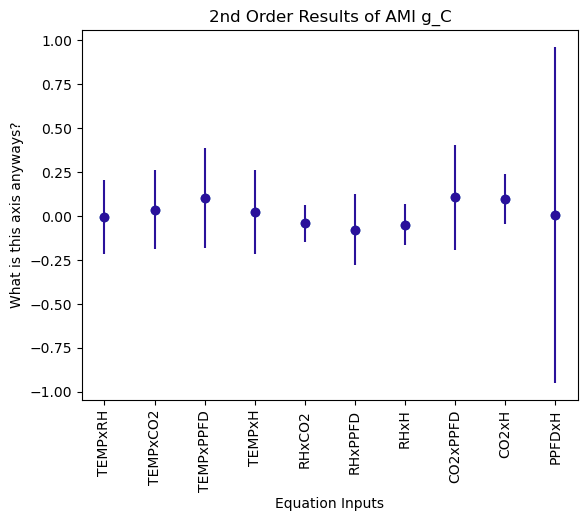 2nd Order Results of AMI g_C
What is this axis anyways?
1.00
0.75
0.50
0.25
0.00
−0.25
−0.50
−0.75
−1.00
TEMPxRH
TEMPxCO2
TEMPxPPFD
TEMPxH
RHxCO2
RHxPPFD
RHxH
CO2xPPFD
CO2xH
PPFDxH
Equation Inputs